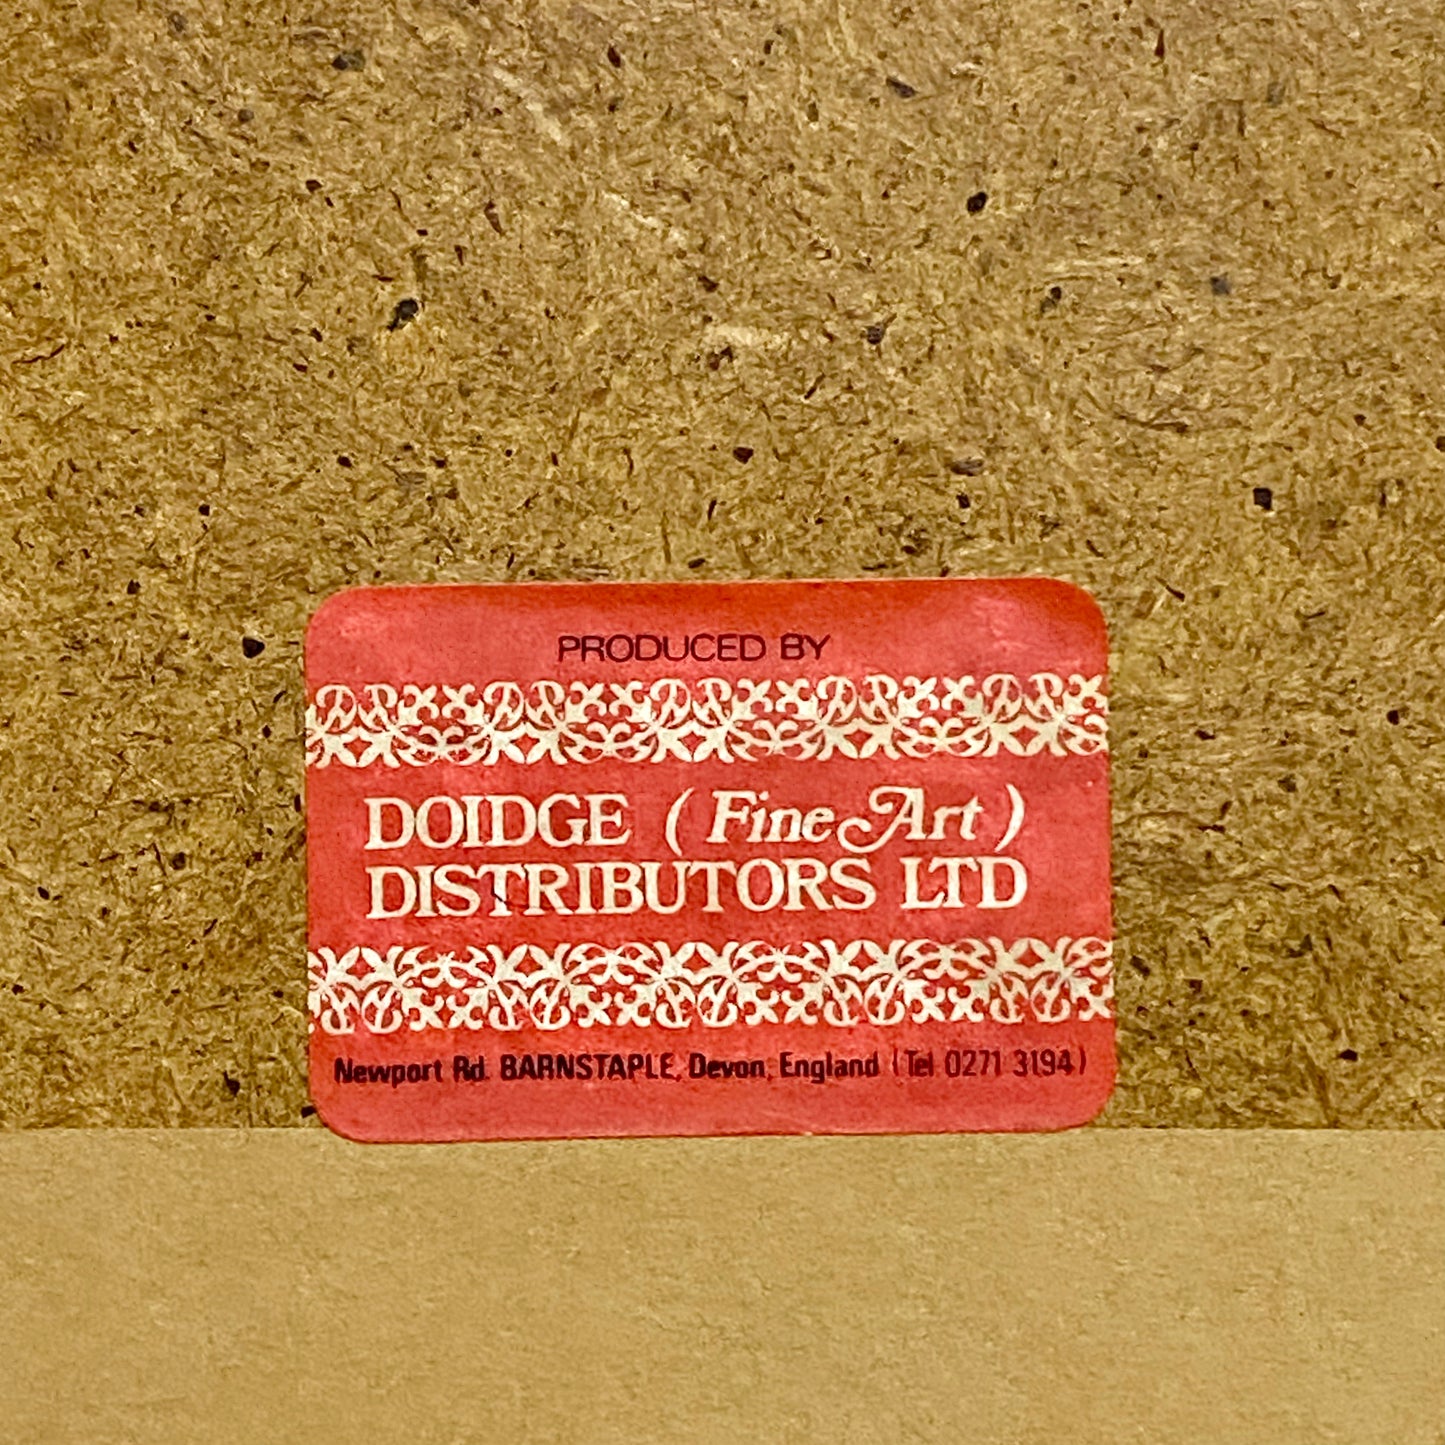 PRODUCED BY
DOIDGE (Fine Art)
DISTRIBUTORS LTD
Newport Rd. BARNSTAPLE, Devon, England (Tel 0271 3194)